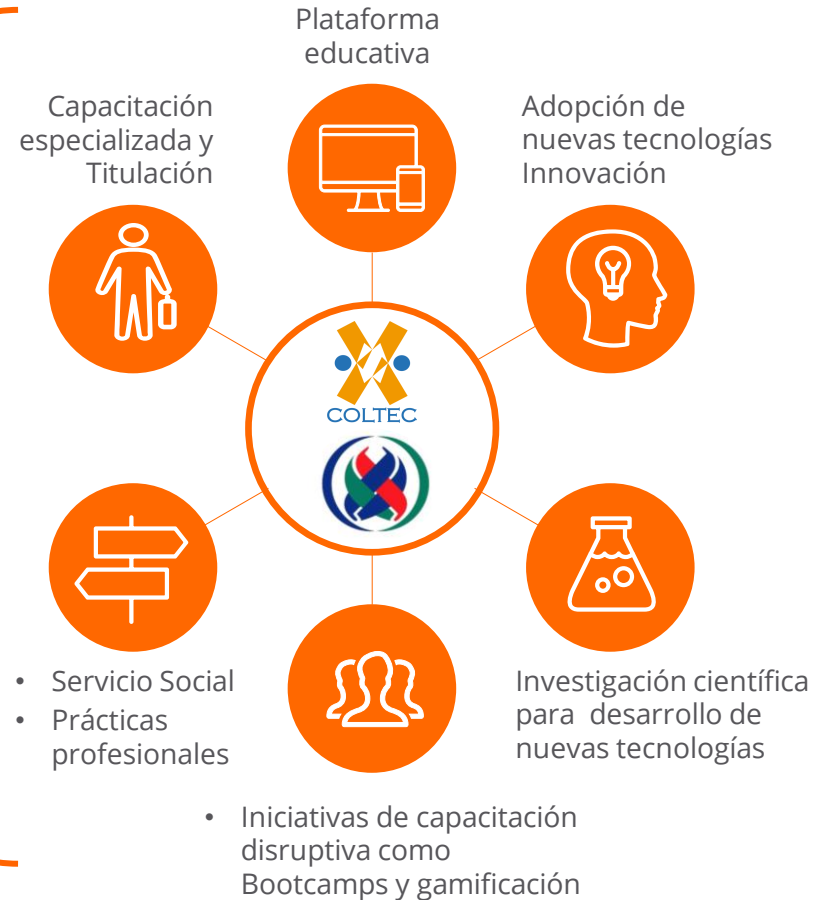 Plataforma
educativa
Capacitación
especializada y
Titulación
Adopción de
nuevas tecnologías
Innovación
COLTEC
• Servicio Social
• Prácticas
profesionales
Investigación científica
para desarrollo de
nuevas tecnologías
• Iniciativas de capacitación
disruptiva como
Bootcamps y gamificación